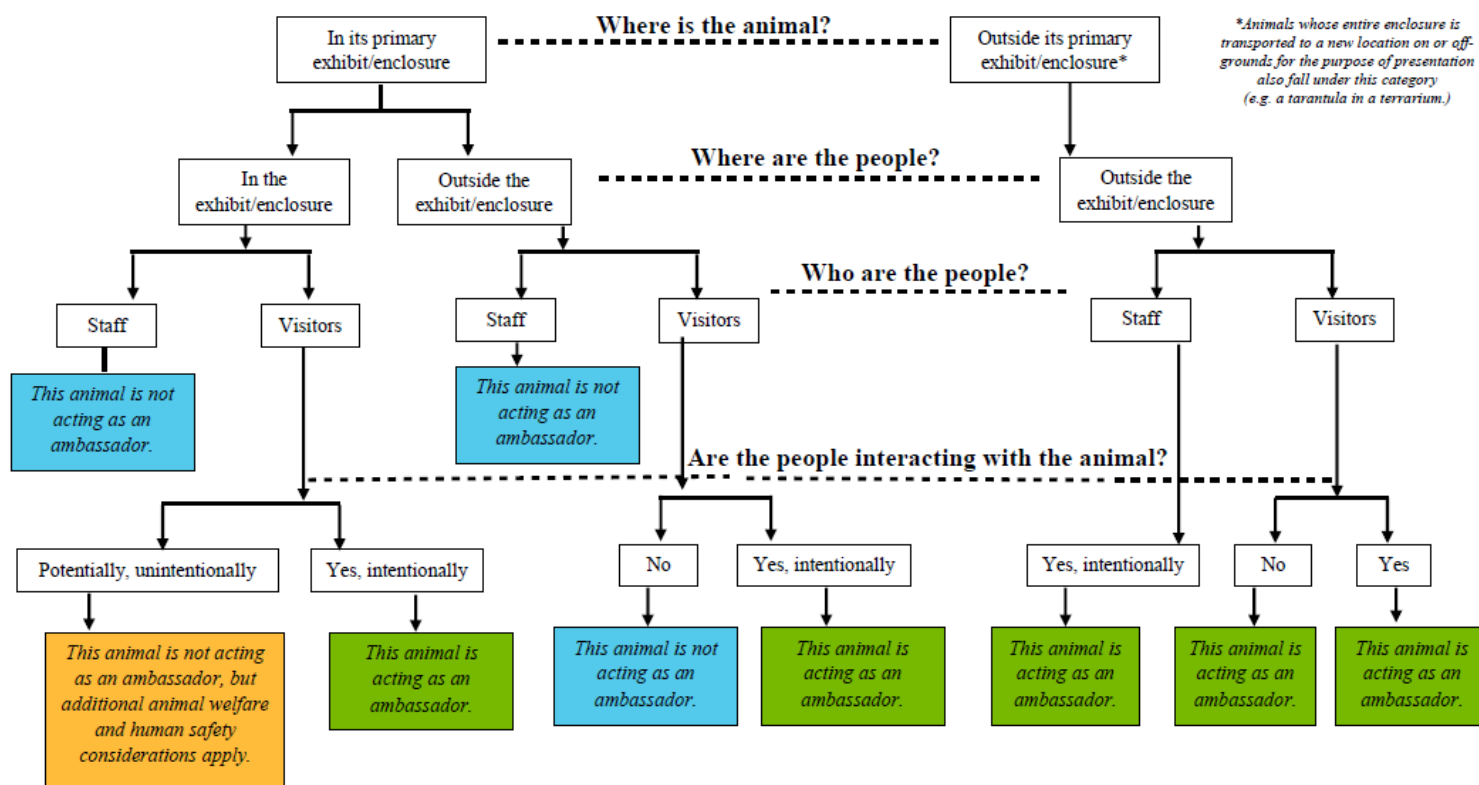 Where is the animal?
In its primary
exhibit/enclosure
Outside its primary
exhibit/enclosure*
*Animals whose entire enclosure is
transported to a new location on or off-
grounds for the purpose of presentation
also fall under this category
(e.g. a tarantula in a terrarium.)
Where are the people?
In the
exhibit/enclosure
Outside the
exhibit/enclosure
Outside the
exhibit/enclosure
Who are the people?
Staff
Visitors
Staff
Visitors
Staff
Visitors
This animal is not
acting as an
ambassador.
This animal is not
acting as an
ambassador.
Are the people interacting with the animal?
Potentially, unintentionally
Yes, intentionally
No
Yes, intentionally
Yes, intentionally
No
Yes
This animal is not acting
as an ambassador, but
additional animal welfare
and human safety
considerations apply.
This animal is
acting as an
ambassador.
This animal is not
acting as an
ambassador.
This animal is
acting as an
ambassador.
This animal is
acting as an
ambassador.
This animal is
acting as an
ambassador.
This animal is
acting as an
ambassador.